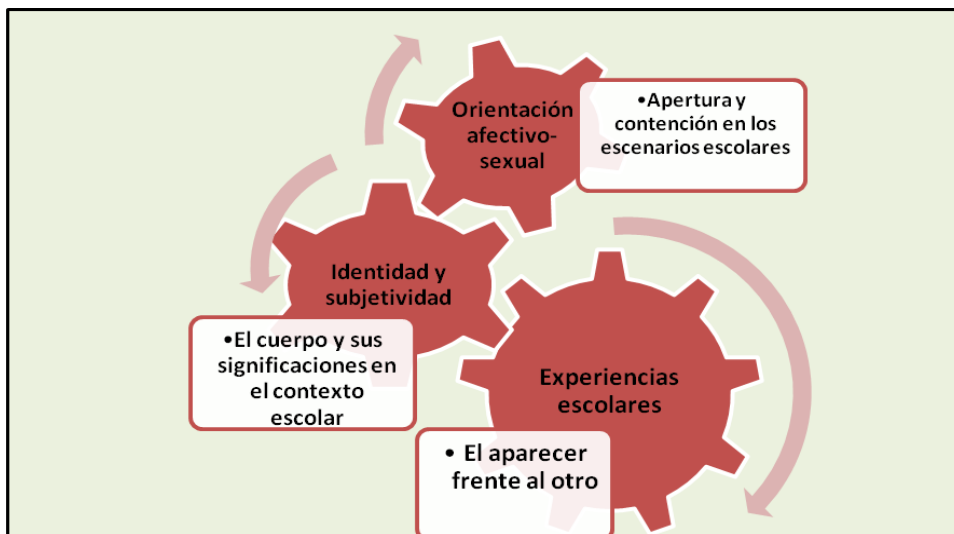 Orientación
afectivo-
sexual
•Apertura y
contención en los
escenarios escolares
Identidad y
subjetividad
•El cuerpo y sus
significaciones en
el contexto
escolar
Experiencias
escolares
• El aparecer
frente al otro